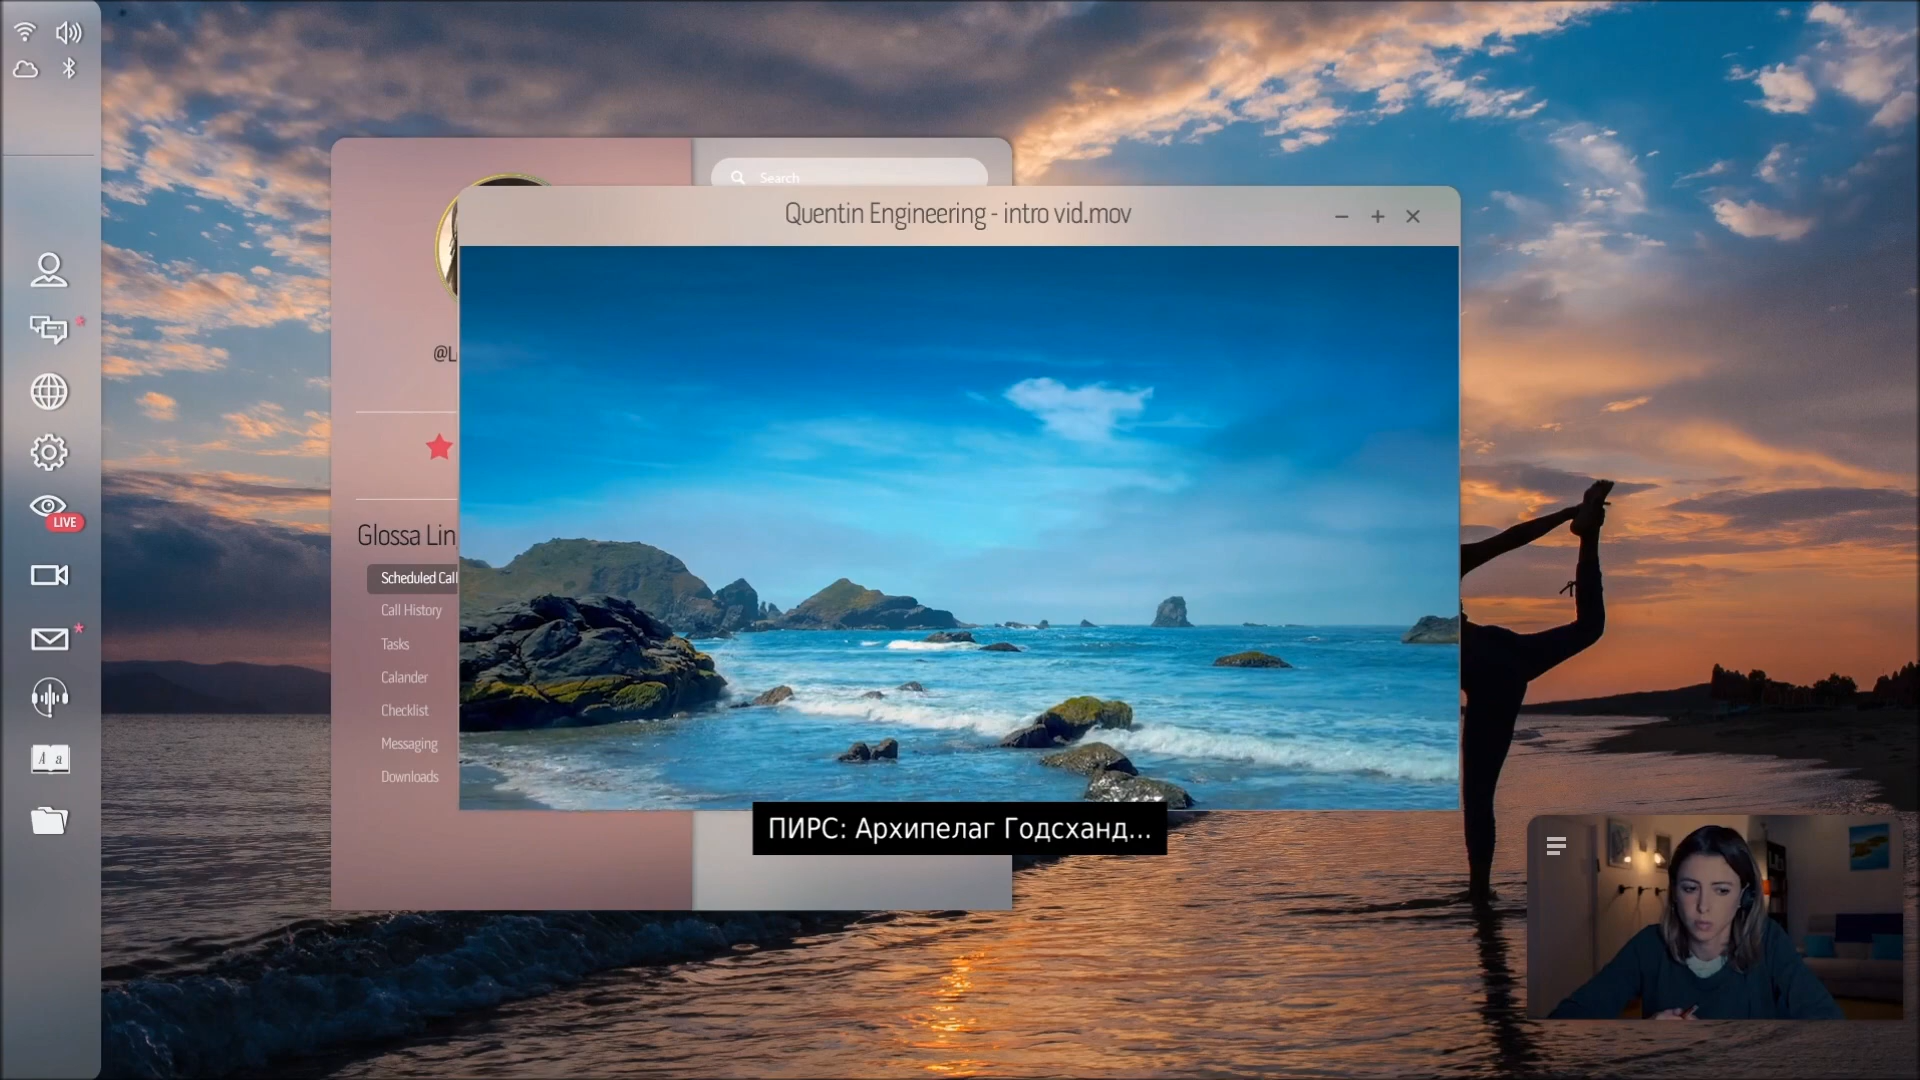 Search
Quentin Engineering - intro vid.mov
@L
Glossa Lin
Scheduled Call
Call History
Tasks
Calander
Checklist
Messaging
Downloads
LIVE
A a
ПИРС: Архипелаг Годсханд...